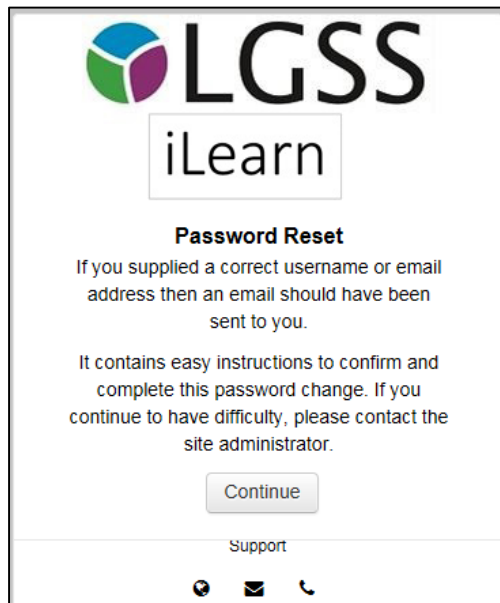 LGSS
iLearn
Password Reset
If you supplied a correct username or email
address then an email should have been
sent to you.
It contains easy instructions to confirm and
complete this password change. If you
continue to have difficulty, please contact the
site administrator.
Continue
Support